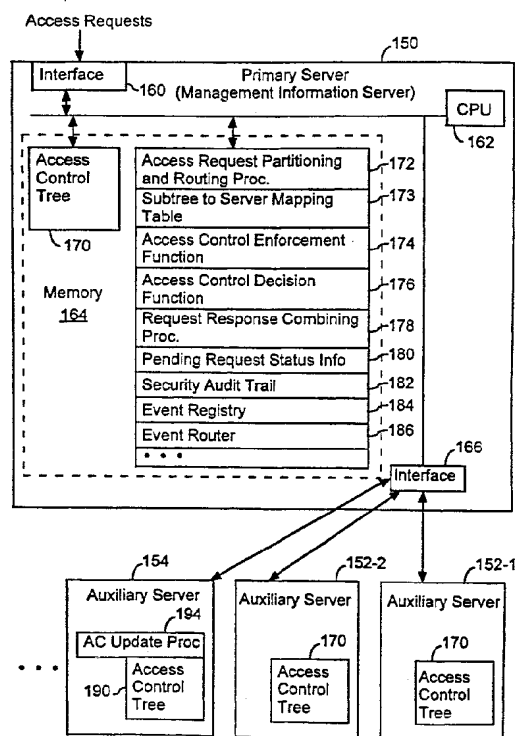 Access Requests
150
Interface
160
Primary Server
(Management Information Server)
CPU
162
Access
Control
Tree
170
Memory
164
Access Request Partitioning
and Routing Proc.
172
Subtree to Server Mapping
Table
173
Access Control Enforcement
Function
174
Access Control Decision
Function
176
Request Response Combining
Proc.
178
Pending Request Status Info
180
Security Audit Trail
182
Event Registry
184
Event Router
186
• • •
166
Interface
154
Auxiliary Server
194
AC Update Proc
190
Access
Control
Tree
152-2
Auxiliary Server
170
Access
Control
Tree
152-1
Auxiliary Server
170
Access
Control
Tree
• • •